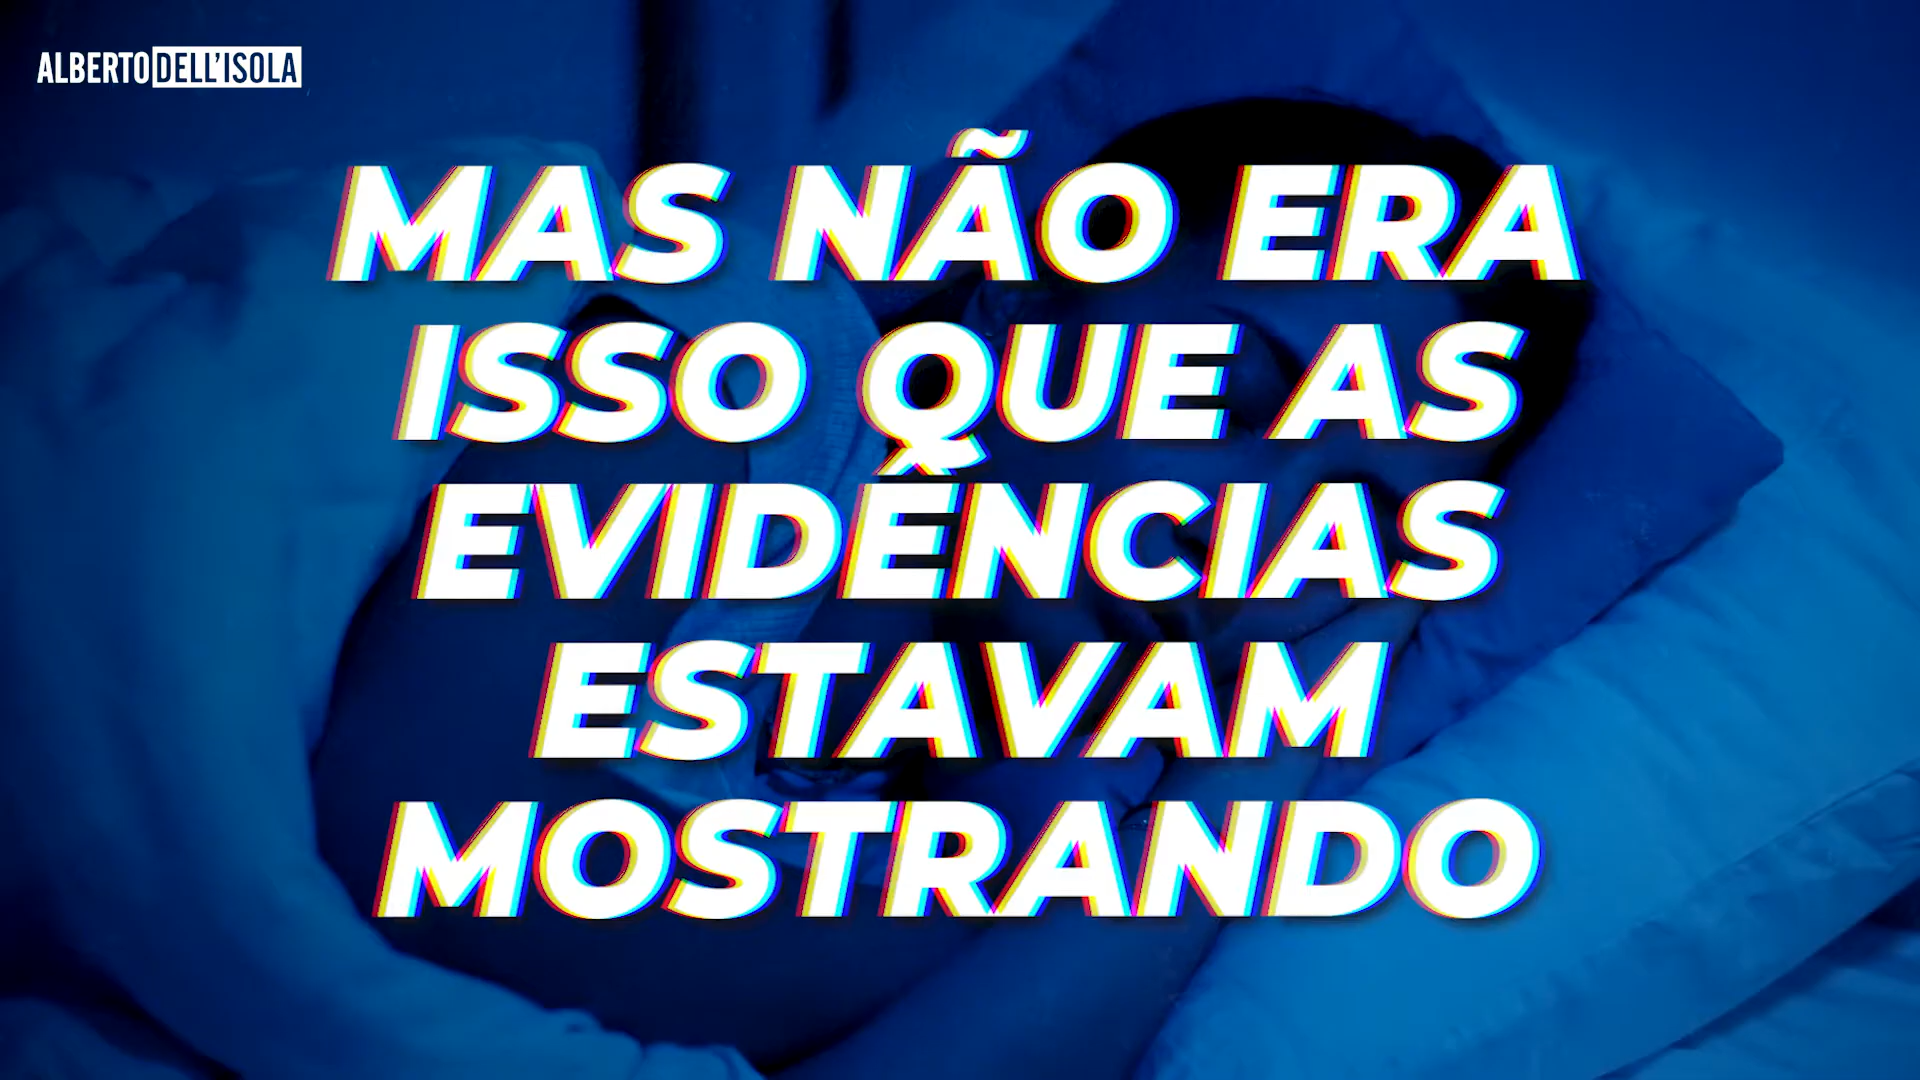 ALBERTO DELL'ISOLA
MAS NÃO ERA
ISSO QUE AS
EVIDÊNCIAS
ESTAVAM
MOSTRANDO